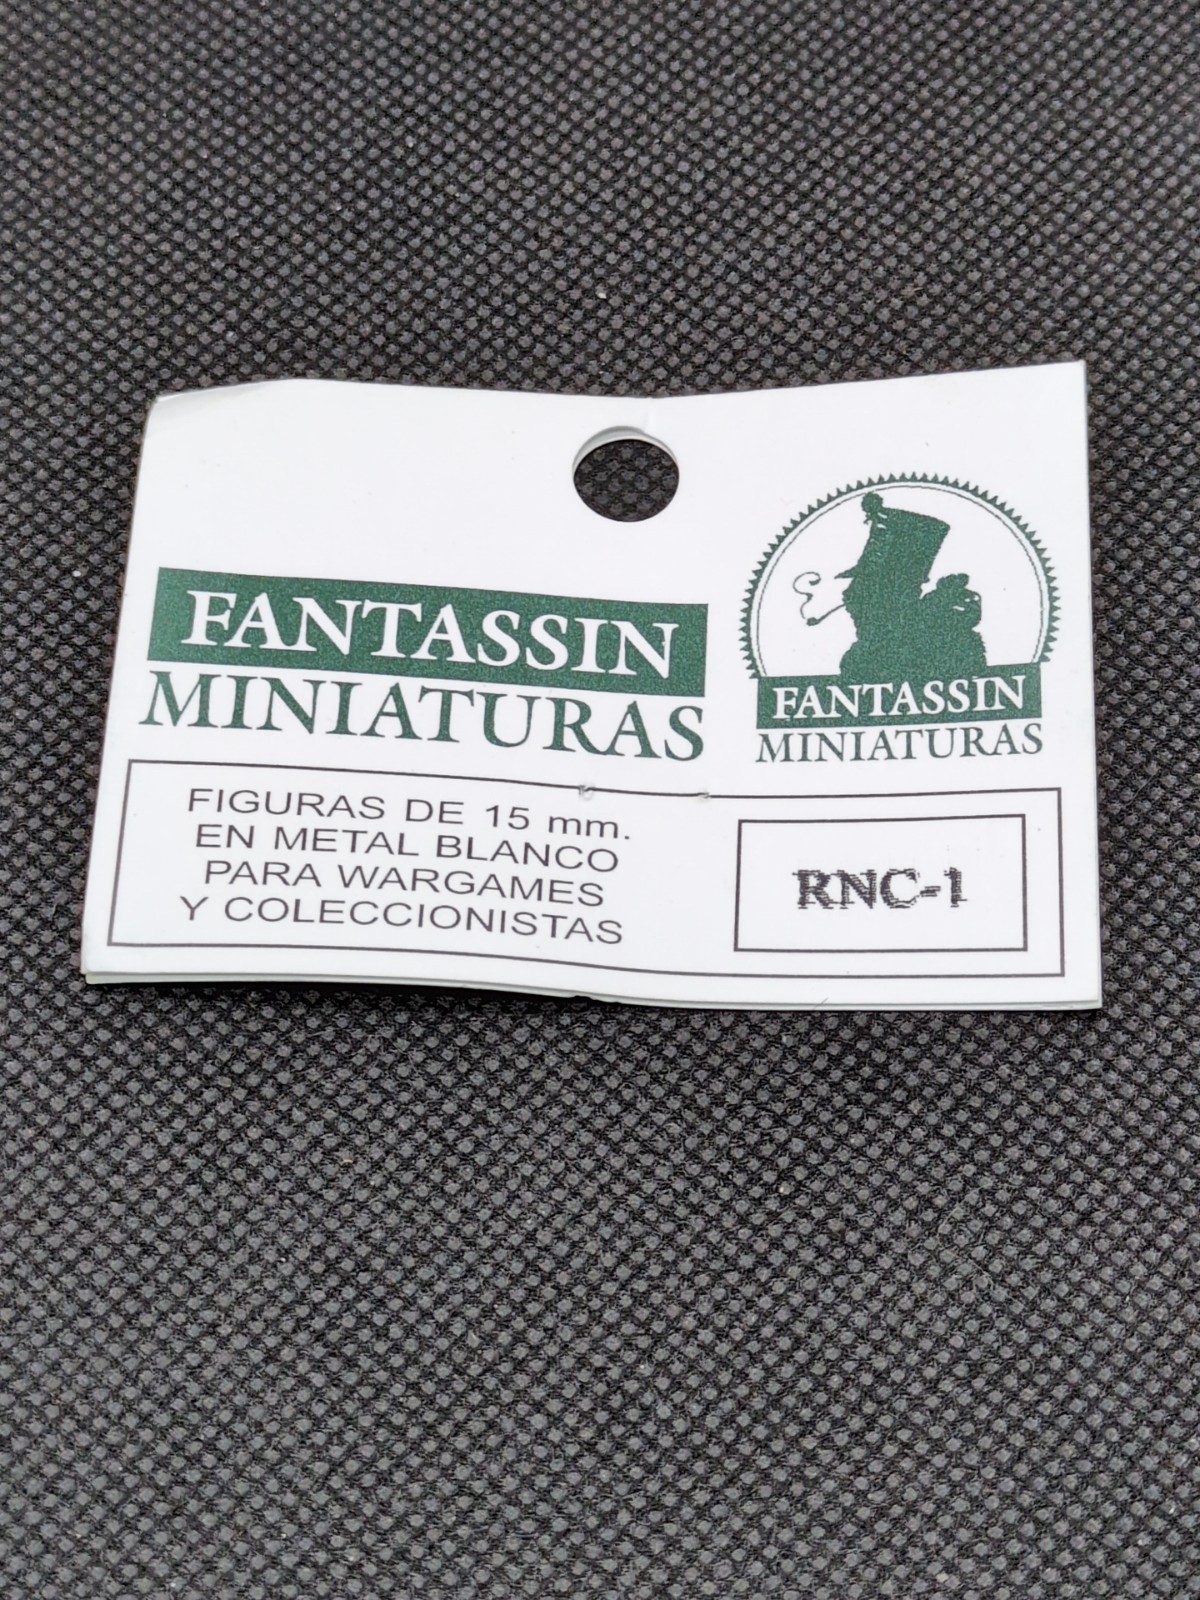 FANTASSIN
MINIATURAS
FANTASSIN
MINIATURAS
FIGURAS DE 15 mm.
EN METAL BLANCO
PARA WARGAMES
Y COLECCIONISTAS
RNC-1